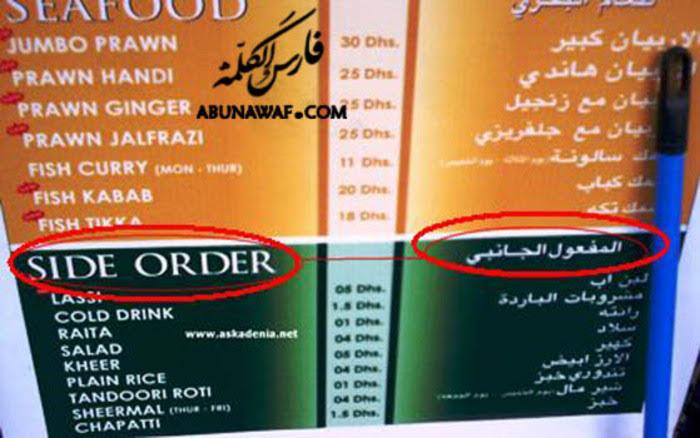 SEAFOOD
JUMBO PRAWN 30 Dhs. كبير
PRAWN HANDI 25 Dhs. هاندي
PRAWN GINGER 25 Dhs. مع زنجبيل
PRAWN JALFRAZI 25 Dhs. مع جلفريزي
FISH CURRY (MON - THUR) 11 Dhs. سالونة
FISH KABAB 20 Dhs. كباب
FISH TIKKA 18 Dhs. تكه
فارس الكلمة
ABUNAWAF.COM
SIDE ORDER المفعول الجانبي
LASSI 05 Dhs. لبن اب
COLD DRINK 1.5 Dhs. مشروبات الباردة
RAITA 01 Dhs. رائته
SALAD 04 Dhs. سلاد
KHEER 05 Dhs. كهير
PLAIN RICE 04 Dhs. الارز ابيض
TANDOORI ROTI 01 Dhs. تندوري خبز
SHEERMAL (THUR - FRI) 04 Dhs. شير مال
CHAPATTI 1.5 Dhs. خبز
www.askadenia.net